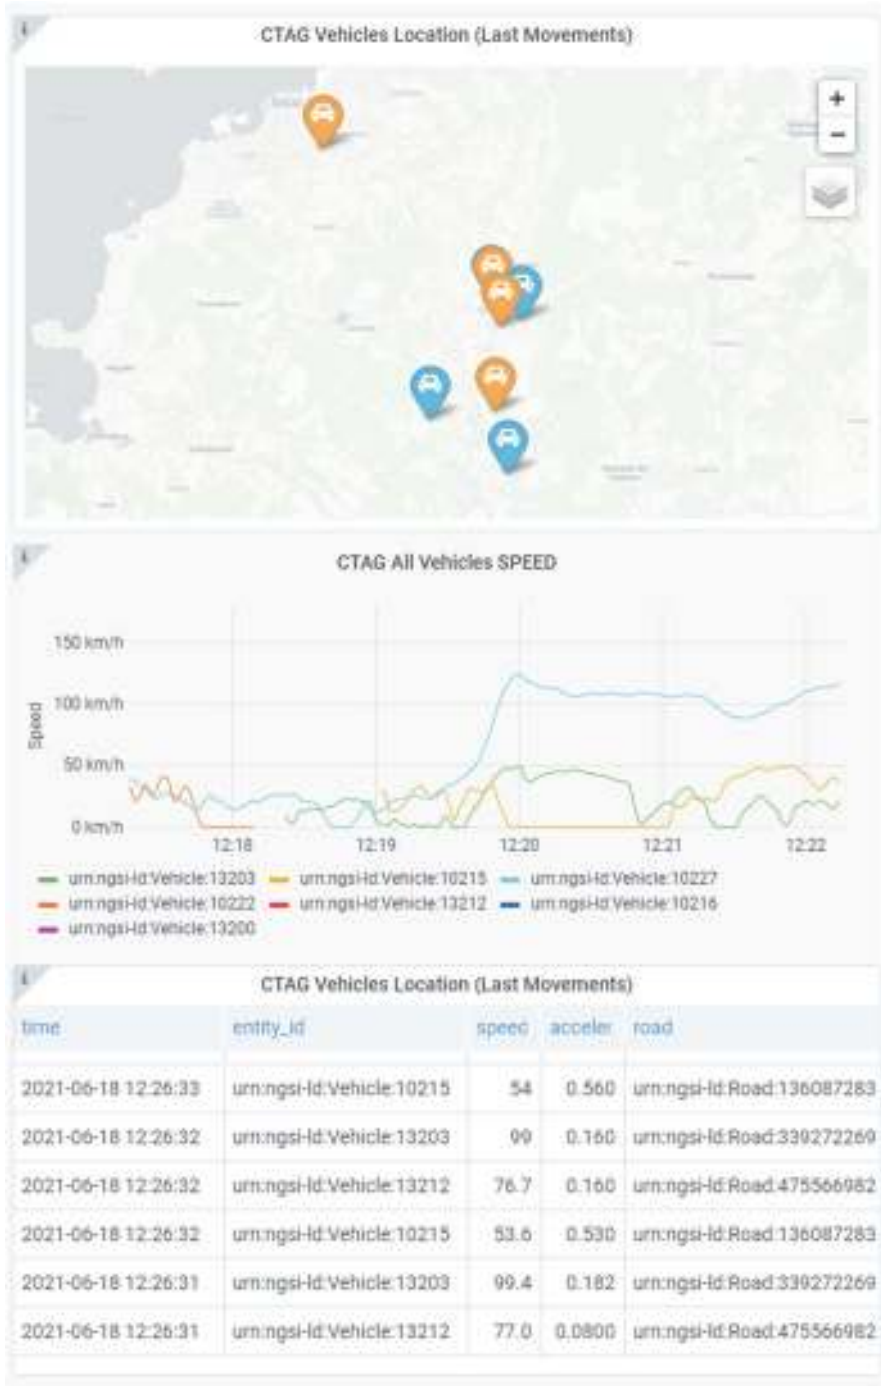 CTAG Vehicles Location (Last Movements)
+
−
CTAG All Vehicles SPEED
Speed
150 km/h
100 km/h
50 km/h
0 km/h
12:18 12:19 12:20 12:21 12:22
urn:ngsi-ld:Vehicle:13203 urn:ngsi-ld:Vehicle:10215 urn:ngsi-ld:Vehicle:10227
urn:ngsi-ld:Vehicle:10222 urn:ngsi-ld:Vehicle:13212 urn:ngsi-ld:Vehicle:10216
urn:ngsi-ld:Vehicle:13200
CTAG Vehicles Location (Last Movements)
time entity_id speed acceler road
2021-06-18 12:26:33 urn:ngsi-ld:Vehicle:10215 54 0.560 urn:ngsi-ld:Road:136087283
2021-06-18 12:26:32 urn:ngsi-ld:Vehicle:13203 99 0.160 urn:ngsi-ld:Road:339272269
2021-06-18 12:26:32 urn:ngsi-ld:Vehicle:13212 76.7 0.160 urn:ngsi-ld:Road:475566982
2021-06-18 12:26:32 urn:ngsi-ld:Vehicle:10215 53.6 0.530 urn:ngsi-ld:Road:136087283
2021-06-18 12:26:31 urn:ngsi-ld:Vehicle:13203 99.4 0.182 urn:ngsi-ld:Road:339272269
2021-06-18 12:26:31 urn:ngsi-ld:Vehicle:13212 77.0 0.0800 urn:ngsi-ld:Road:475566982